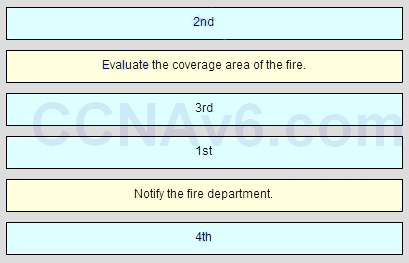 2nd
Evaluate the coverage area of the fire.
3rd
CCNAv6.com
1st
Notify the fire department.
4th